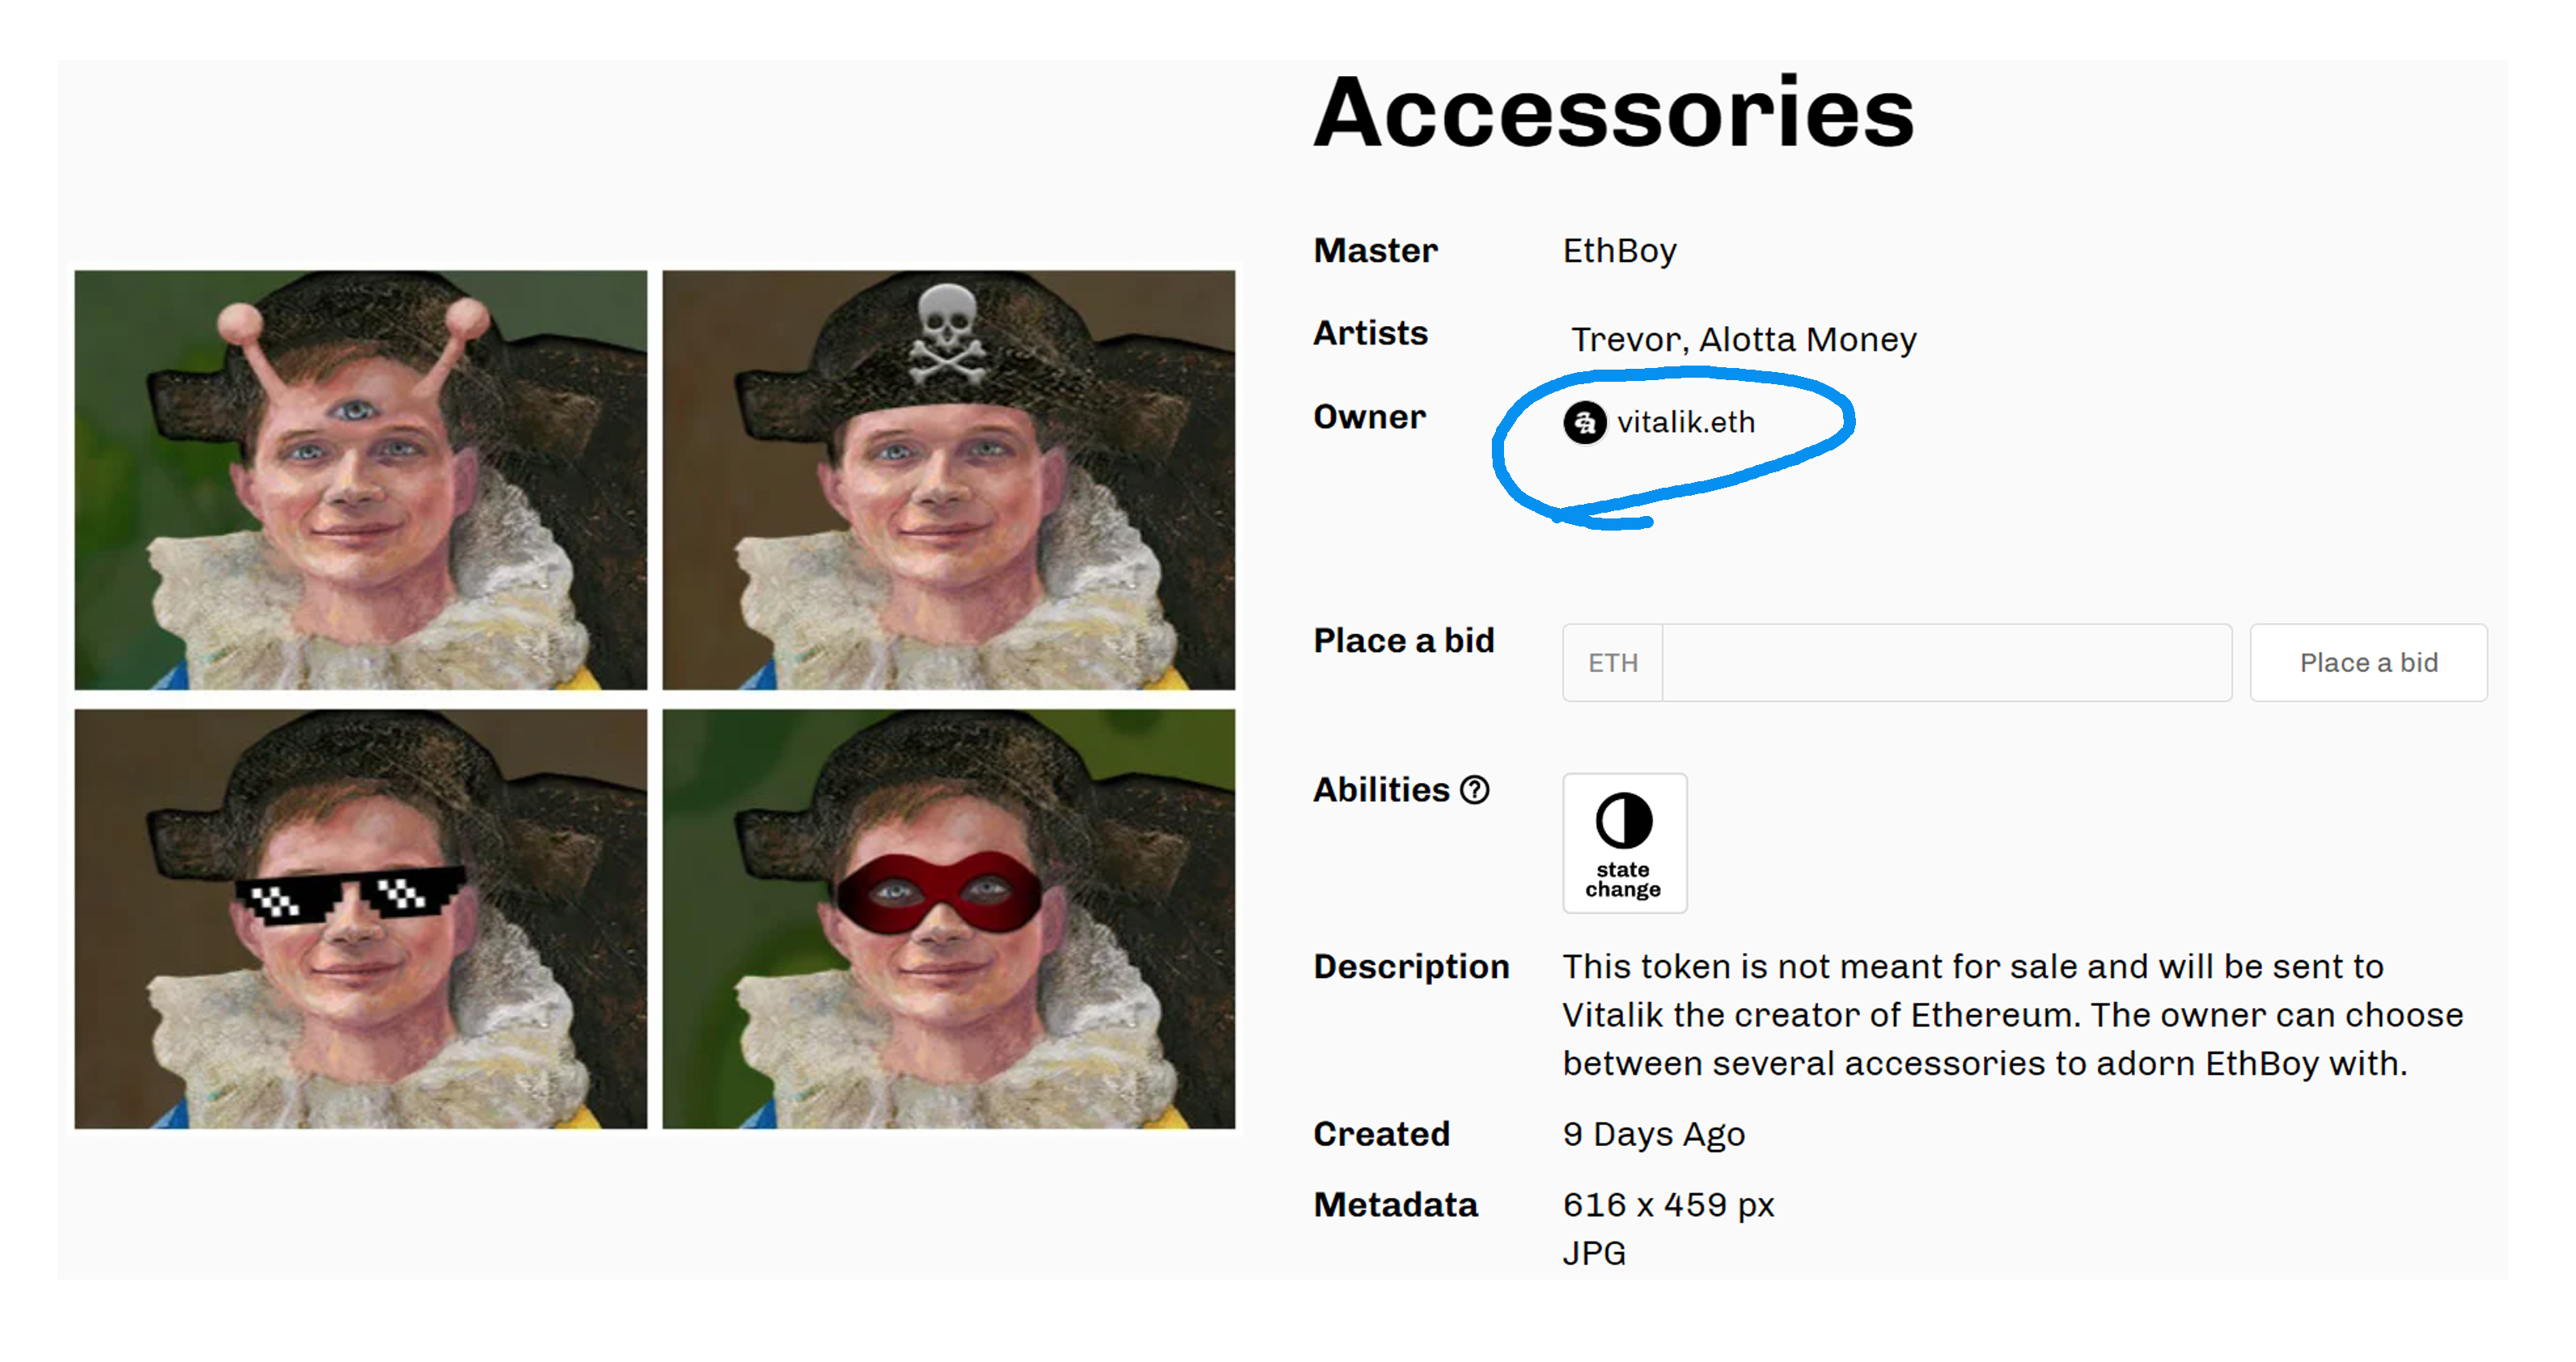 Accessories
Master EthBoy
Artists Trevor, Alotta Money
Owner vitalik.eth
Place a bid ETH Place a bid
Abilities ?
state
change
Description This token is not meant for sale and will be sent to
Vitalik the creator of Ethereum. The owner can choose
between several accessories to adorn EthBoy with.
Created 9 Days Ago
Metadata 616 x 459 px
JPG